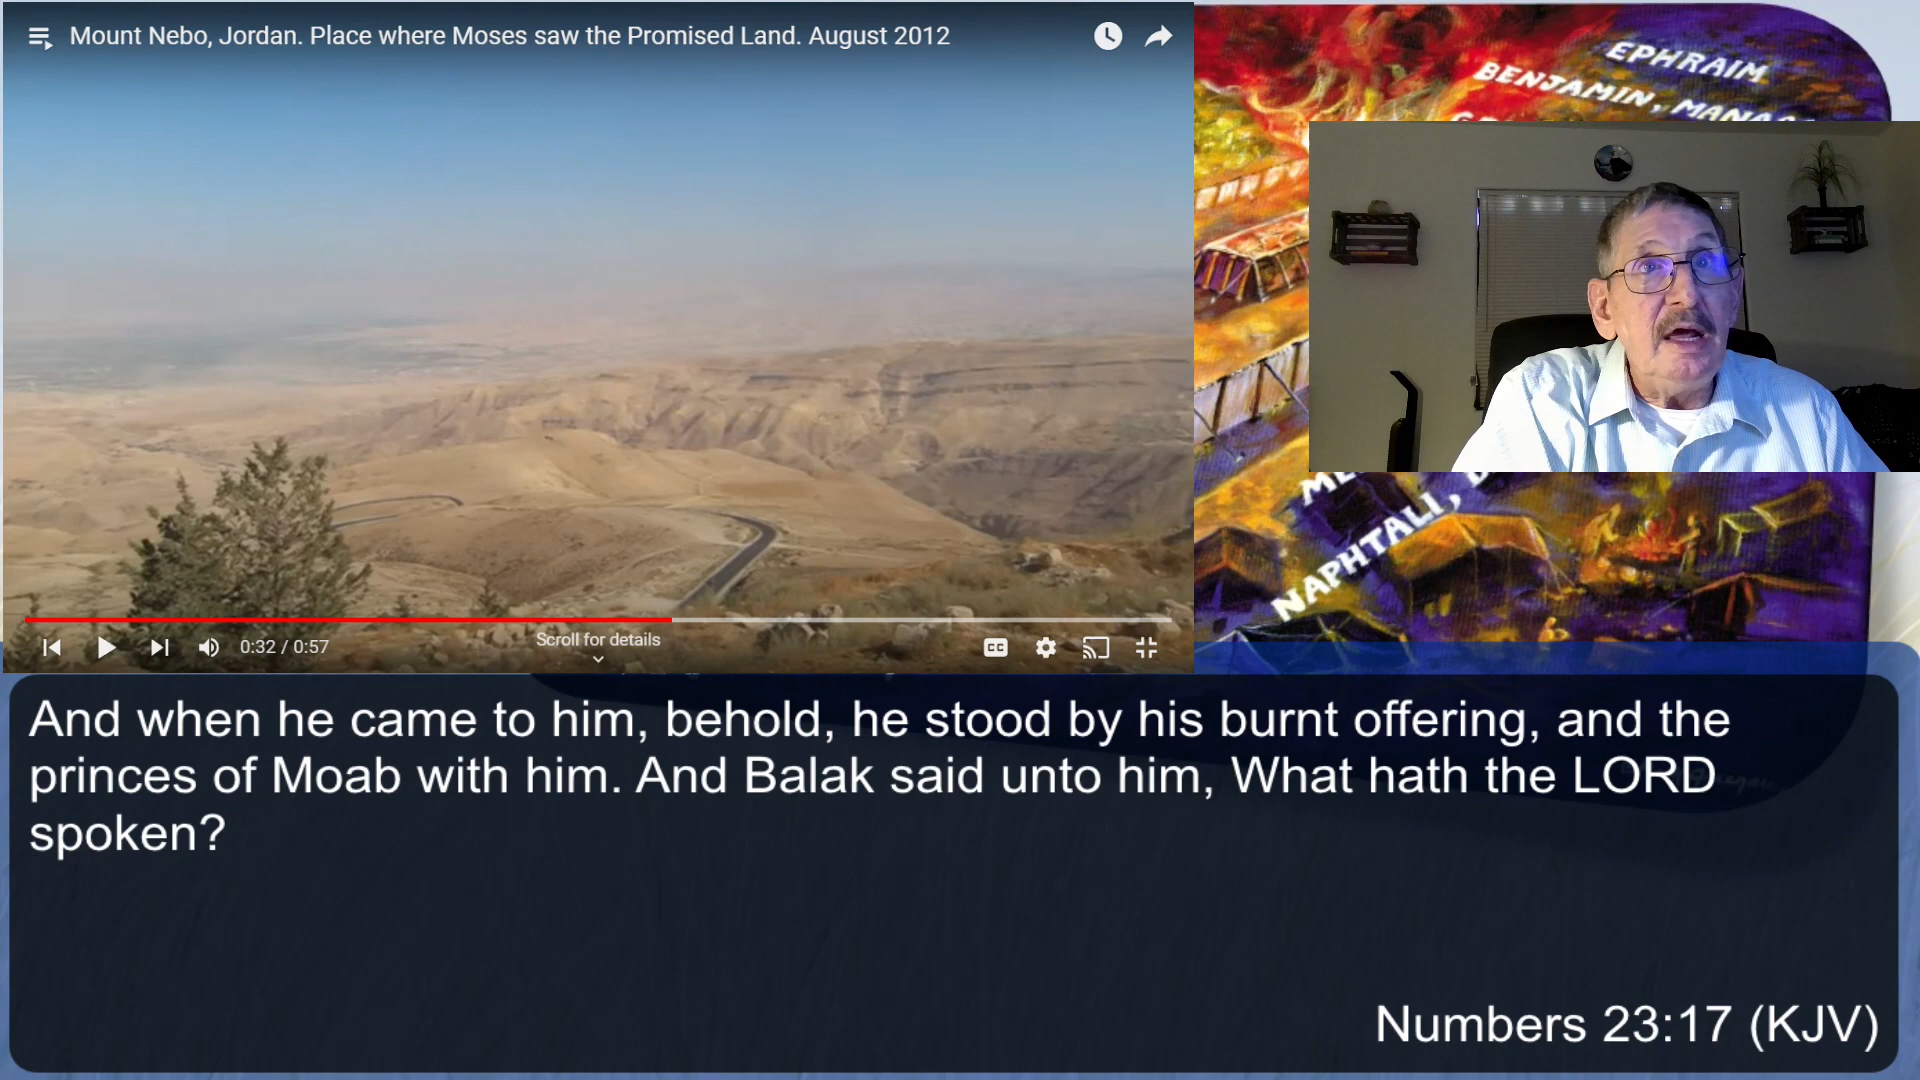 Mount Nebo, Jordan. Place where Moses saw the Promised Land. August 2012
EPHRAIM
BENJAMIN, MANAS
NAPHTALI, D
0:32 / 0:57
Scroll for details
CC
And when he came to him, behold, he stood by his burnt offering, and the
princes of Moab with him. And Balak said unto him, What hath the LORD
spoken?
Numbers 23:17 (KJV)